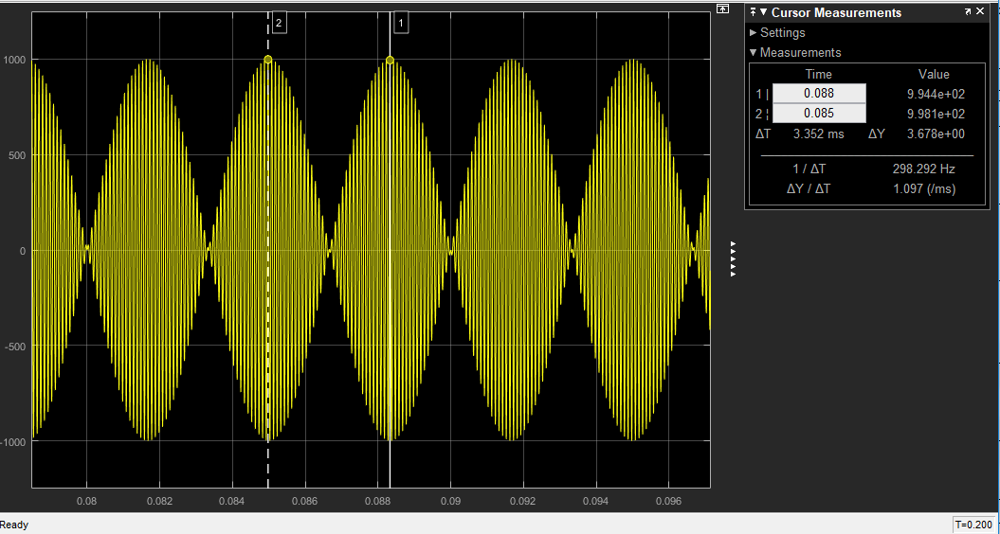 2
1
1000
500
0
-500
-1000
0.08 0.082 0.084 0.086 0.088 0.09 0.092 0.094 0.096
Cursor Measurements
Settings
Measurements
Time Value
1 | 0.088 9.944e+02
2 ¦ 0.085 9.981e+02
ΔT 3.352 ms ΔY 3.678e+00
1 / ΔT 298.292 Hz
ΔY / ΔT 1.097 (/ms)
Ready
T=0.200